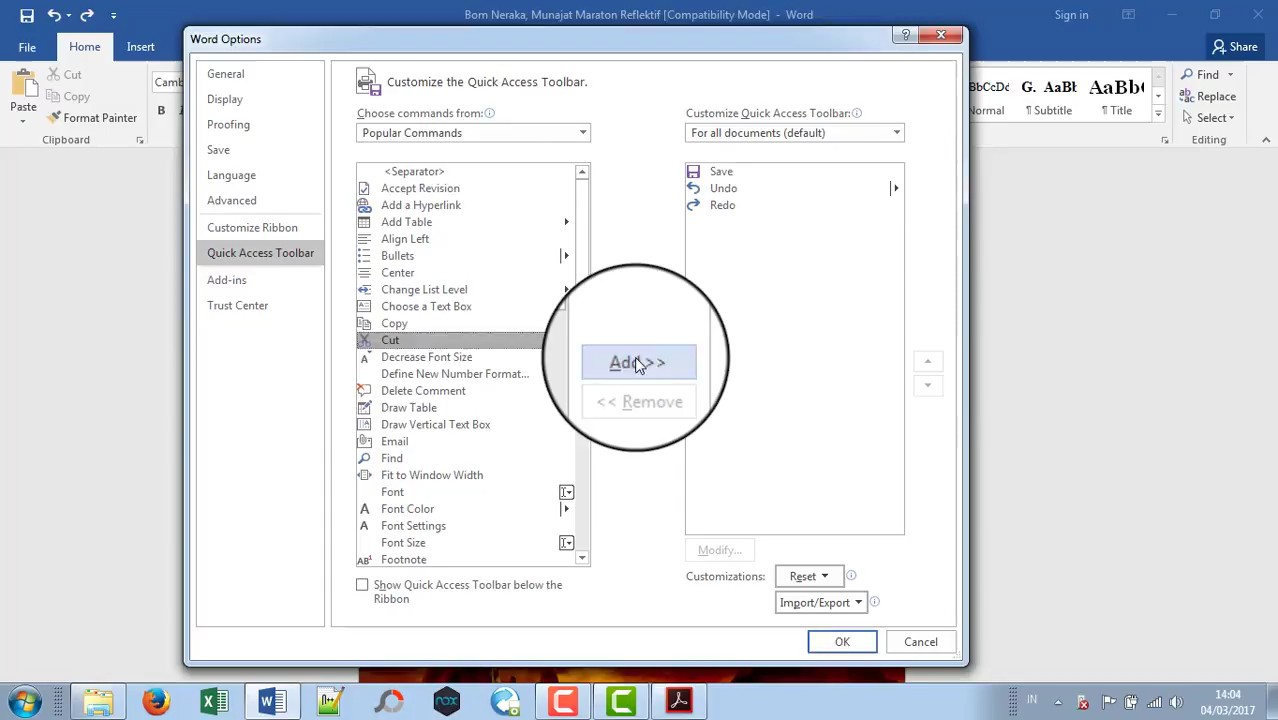 Bom Neraka, Munajat Maraton Reflektif [Compatibility Mode] - Word
Sign in
File
Home
Insert
Share
Word Options
Paste
Cut
Copy
Format Painter
Clipboard
Camb
B
General
Display
Proofing
Save
Language
Advanced
Customize Ribbon
Quick Access Toolbar
Add-ins
Trust Center
Customize the Quick Access Toolbar.
Choose commands from:
Popular Commands
<Separator>
Accept Revision
Add a Hyperlink
Add Table
Align Left
Bullets
Center
Change List Level
Choose a Text Box
Copy
Cut
Decrease Font Size
Define New Number Format...
Delete Comment
Draw Table
Draw Vertical Text Box
Email
Find
Fit to Window Width
Font
Font Color
Font Settings
Font Size
Footnote
Show Quick Access Toolbar below the
Ribbon
Add >>
<< Remove
Customize Quick Access Toolbar:
For all documents (default)
Save
Undo
Redo
Modify...
Customizations:
Reset
Import/Export
OK
Cancel
BbCcDd
G. AaBb
AaBb
Normal
¶ Subtitle
¶ Title
Find
Replace
Select
Editing
IN
14:04
04/03/2017